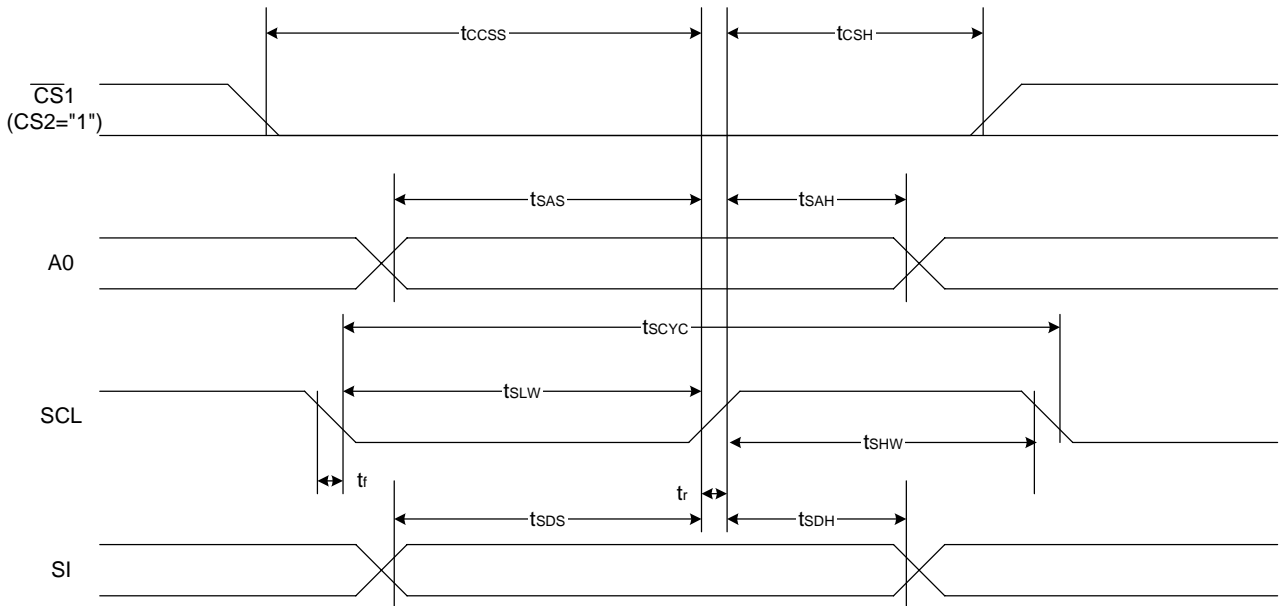 tCCSS
tCSH
CS1
(CS2="1")
tSAS
tSAH
A0
tSCYC
tSLW
SCL
tSHW
tf
tr
tSDS
tSDH
SI